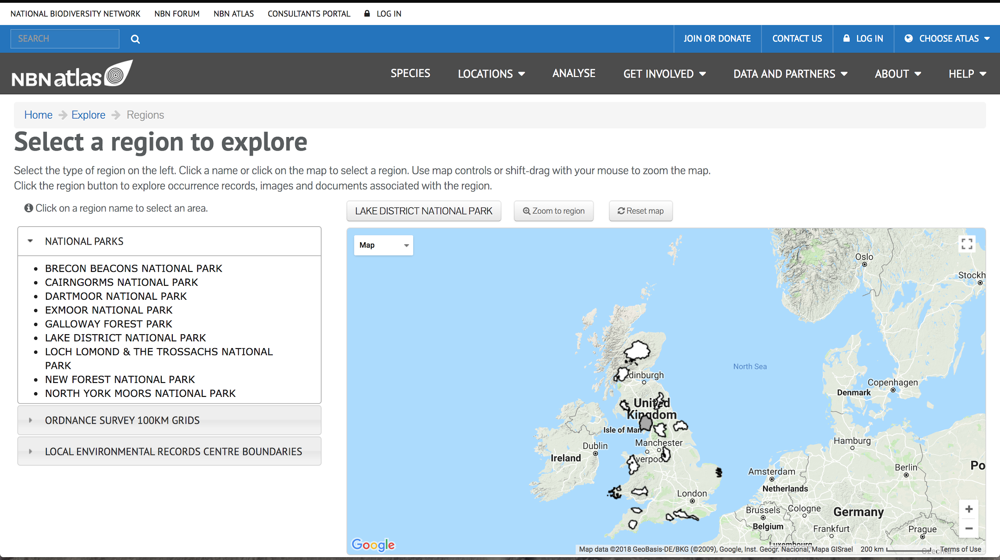 NATIONAL BIODIVERSITY NETWORK NBN FORUM NBN ATLAS CONSULTANTS PORTAL LOG IN
SEARCH JOIN OR DONATE CONTACT US LOG IN CHOOSE ATLAS
NBN atlas SPECIES LOCATIONS ANALYSE GET INVOLVED DATA AND PARTNERS ABOUT HELP
Home Explore Regions
Select a region to explore
Select the type of region on the left. Click a name or click on the map to select a region. Use map controls or shift-drag with your mouse to zoom the map.
Click the region button to explore occurrence records, images and documents associated with the region.
Click on a region name to select an area.
NATIONAL PARKS
BRECON BEACONS NATIONAL PARK
CAIRNGORMS NATIONAL PARK
DARTMOOR NATIONAL PARK
EXMOOR NATIONAL PARK
GALLOWAY FOREST PARK
LAKE DISTRICT NATIONAL PARK
LOCH LOMOND & THE TROSSACHS NATIONAL
PARK
NEW FOREST NATIONAL PARK
NORTH YORK MOORS NATIONAL PARK
ORDNANCE SURVEY 100KM GRIDS
LOCAL ENVIRONMENTAL RECORDS CENTRE BOUNDARIES
LAKE DISTRICT NATIONAL PARK Zoom to region Reset map
Map
Oslo
Stockh
North Sea
dinburgh
Copenhagen
Denmark
United
Kingdom
Isle of Man
Manchester
Hamburg
Dublin
Ireland
verpoo
Berlin
Po
Amsterdam
Netherlands
London
Brussels
Cologne
Germany
Belgium
Frankfurt
Prague
Luxembourg
Czechia
Google
Map data ©2018 GeoBasis-DE/BKG (©2009), Google, Inst. Geogr. Nacional, Mapa GISrael 200 km Terms of Use